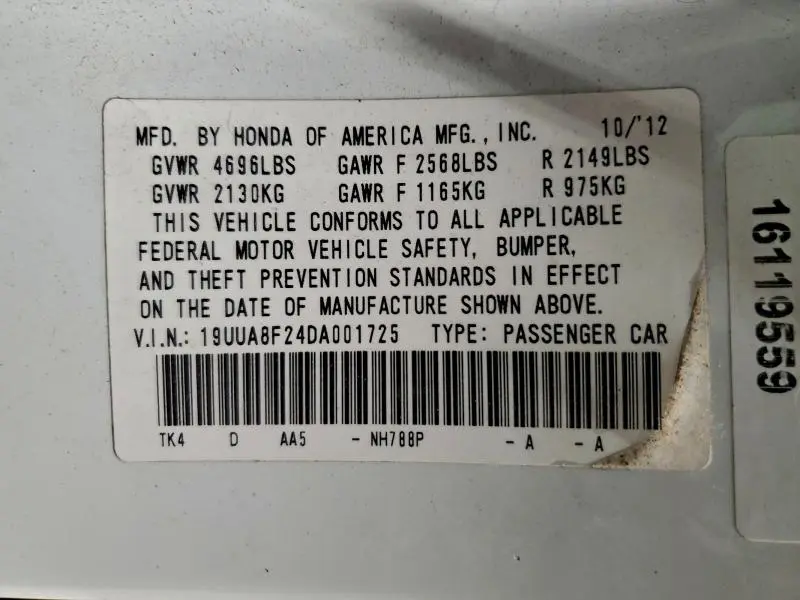 MFD. BY HONDA OF AMERICA MFG., INC. 10/'12
GVWR 4696LBS GAWR F 2568LBS R 2149LBS
GVWR 2130KG GAWR F 1165KG R 975KG
THIS VEHICLE CONFORMS TO ALL APPLICABLE
FEDERAL MOTOR VEHICLE SAFETY, BUMPER,
AND THEFT PREVENTION STANDARDS IN EFFECT
ON THE DATE OF MANUFACTURE SHOWN ABOVE.
V.I.N.: 19UUA8F24DA001725 TYPE: PASSENGER CAR
TK4 D AA5 - NH788P - A - A
16119559